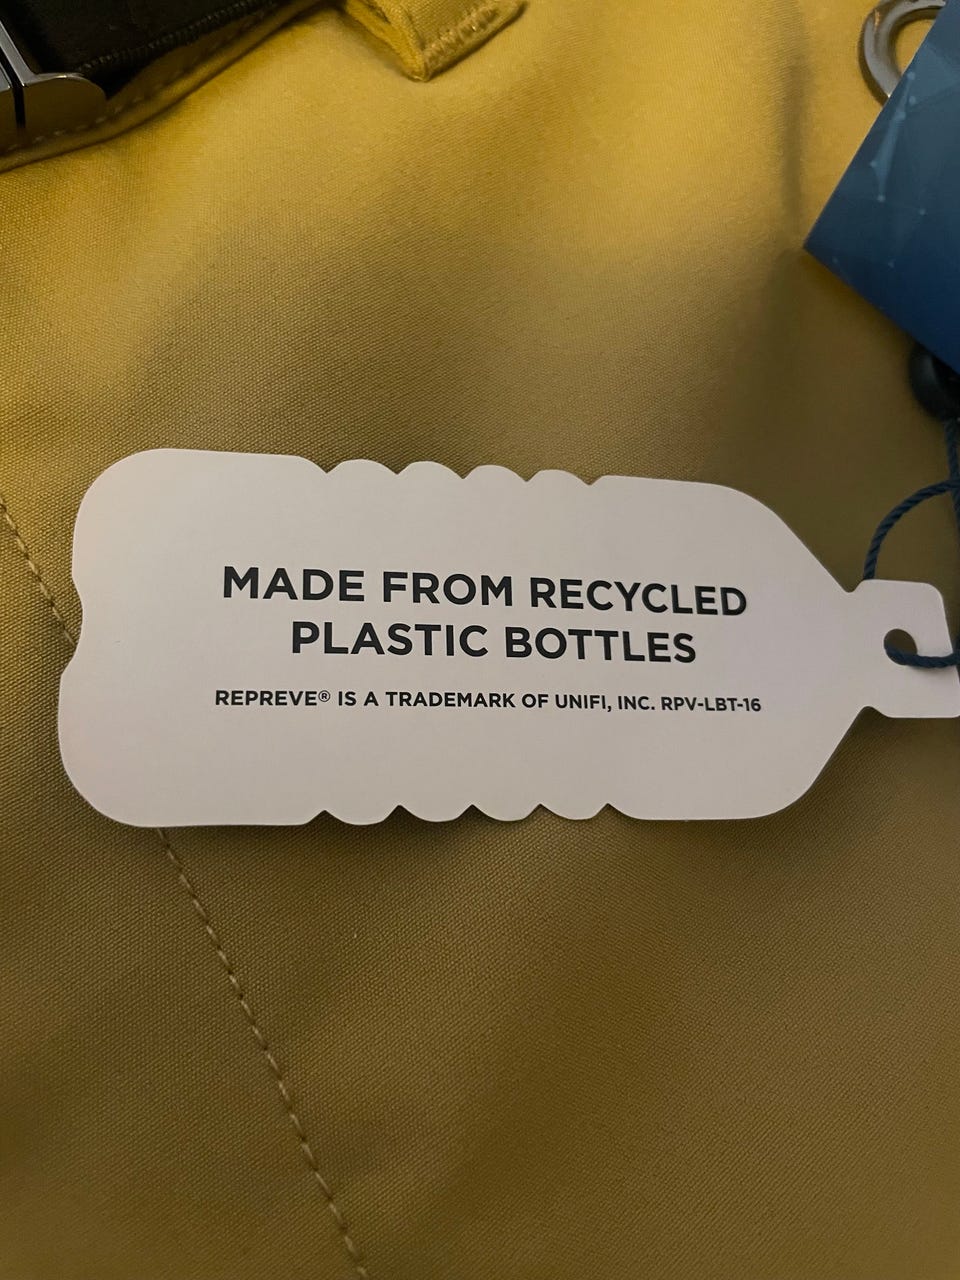 MADE FROM RECYCLED
PLASTIC BOTTLES
REPREVE® IS A TRADEMARK OF UNIFI, INC. RPV-LBT-16